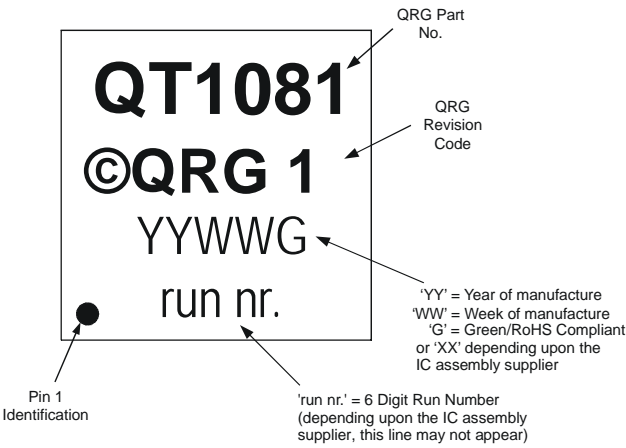 QRG Part
No.
QT1081
QRG
Revision
Code
©QRG 1
YYWWG
'YY' = Year of manufacture
'WW' = Week of manufacture
'G' = Green/RoHS Compliant
or 'XX' depending upon the
IC assembly supplier
run nr.
Pin 1
Identification
'run nr.' = 6 Digit Run Number
(depending upon the IC assembly
supplier, this line may not appear)